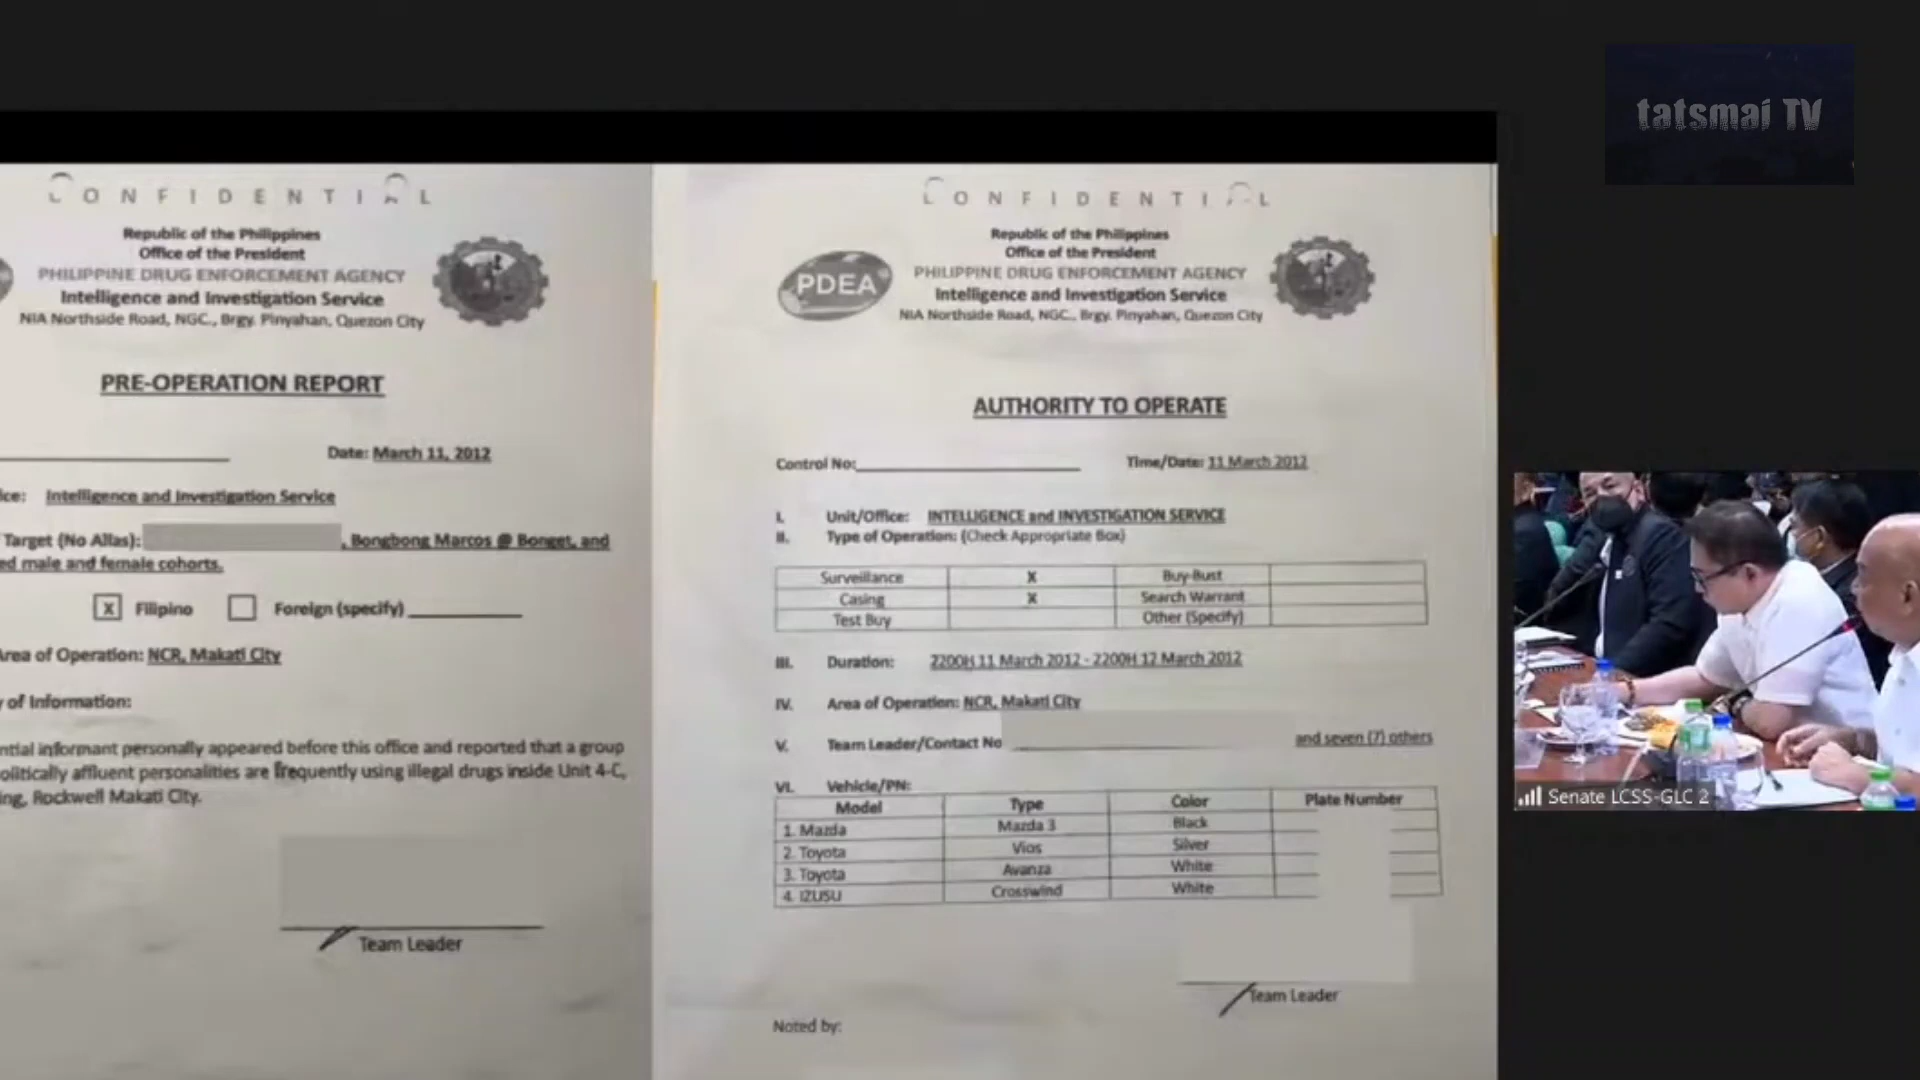 tatsmai TV
CONFIDENTIAL
Republic of the Philippines
Office of the President
PHILIPPINE DRUG ENFORCEMENT AGENCY
Intelligence and Investigation Service
NIA Northside Road, NGC., Brgy. Pinyahan, Quezon City
PRE-OPERATION REPORT
Date: March 11, 2012
ice: Intelligence and Investigation Service
Target (No Alias): , Bongbong Marcos @ Bonget, and
ed male and female cohorts.
X Filipino Foreign (specify)
Area of Operation: NCR, Makati City
y of Information:
ntial informant personally appeared before this office and reported that a group
olitically affluent personalities are frequently using illegal drugs inside Unit 4-C,
ing, Rockwell Makati City.
Team Leader
CONFIDENTIAL
Republic of the Philippines
Office of the President
PHILIPPINE DRUG ENFORCEMENT AGENCY
Intelligence and Investigation Service
NIA Northside Road, NGC., Brgy. Pinyahan, Quezon City
PDEA
AUTHORITY TO OPERATE
Control No: Time/Date: 11 March 2012
I. Unit/Office: INTELLIGENCE and INVESTIGATION SERVICE
II. Type of Operation: (Check Appropriate Box)
Surveillance X Buy-Bust
Casing X Search Warrant
Test Buy Other (Specify)
III. Duration: 2200H 11 March 2012 - 2200H 12 March 2012
IV. Area of Operation: NCR, Makati City
V. Team Leader/Contact No and seven (7) others
VI. Vehicle/PN:
Model Type Color Plate Number
1. Mazda Mazda 3 Black
2. Toyota Vios Silver
3. Toyota Avanza White
4. IZUSU Crosswind White
Team Leader
Noted by:
Senate LCSS-GLC 2